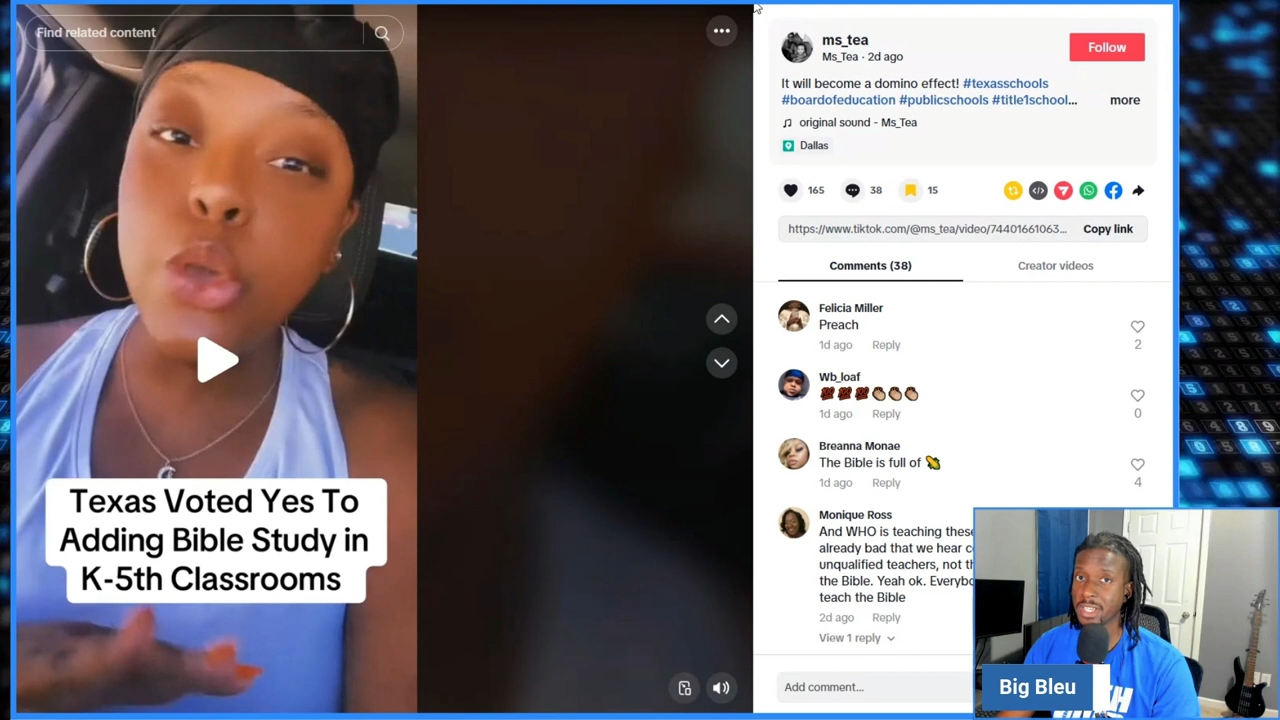 Find related content
Texas Voted Yes To
Adding Bible Study in
K-5th Classrooms
ms_tea
Ms_Tea · 2d ago
Follow
It will become a domino effect! #texasschools
#boardofeducation #publicschools #title1school...
more
original sound - Ms_Tea
Dallas
165
38
15
https://www.tiktok.com/@ms_tea/video/74401661063...
Copy link
Comments (38)
Creator videos
Felicia Miller
Preach
1d ago Reply
2
Wb_loaf
💯💯💯👏🏽👏🏽👏🏽
1d ago Reply
0
Breanna Monae
The Bible is full of 🌽
1d ago Reply
4
Monique Ross
And WHO is teaching these
already bad that we hear
unqualified teachers, not
the Bible. Yeah ok.
teach the Bible
2d ago Reply
View 1 reply
Add comment...
Big Bleu